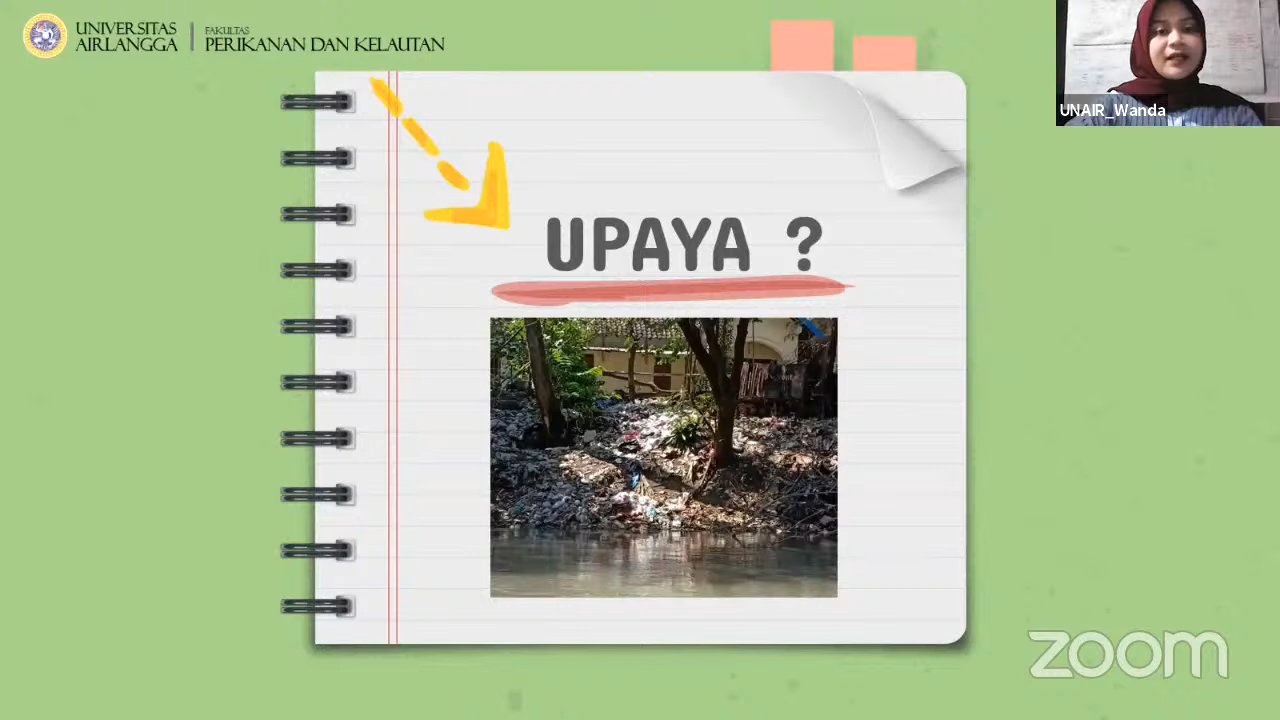 UNIVERSITAS
AIRLANGGA
FAKULTAS
PERIKANAN DAN KELAUTAN
UNAIR_Wanda
UPAYA ?
zoom